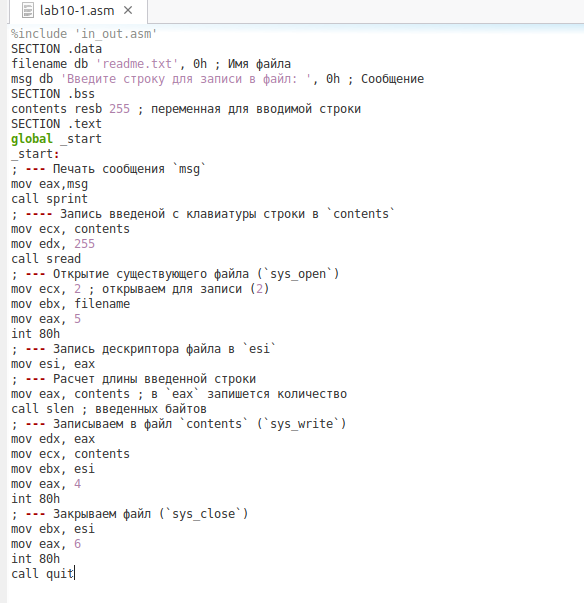 lab10-1.asm ×
%include 'in_out.asm'
SECTION .data
filename db 'readme.txt', 0h ; Имя файла
msg db 'Введите строку для записи в файл: ', 0h ; Сообщение
SECTION .bss
contents resb 255 ; переменная для вводимой строки
SECTION .text
global _start
_start:
; --- Печать сообщения `msg`
mov eax,msg
call sprint
; ---- Запись введеной с клавиатуры строки в `contents`
mov ecx, contents
mov edx, 255
call sread
; --- Открытие существующего файла (`sys_open`)
mov ecx, 2 ; открываем для записи (2)
mov ebx, filename
mov eax, 5
int 80h
; --- Запись дескриптора файла в `esi`
mov esi, eax
; --- Расчет длины введенной строки
mov eax, contents ; в `eax` запишется количество
call slen ; введенных байтов
; --- Записываем в файл `contents` (`sys_write`)
mov edx, eax
mov ecx, contents
mov ebx, esi
mov eax, 4
int 80h
; --- Закрываем файл (`sys_close`)
mov ebx, esi
mov eax, 6
int 80h
call quit